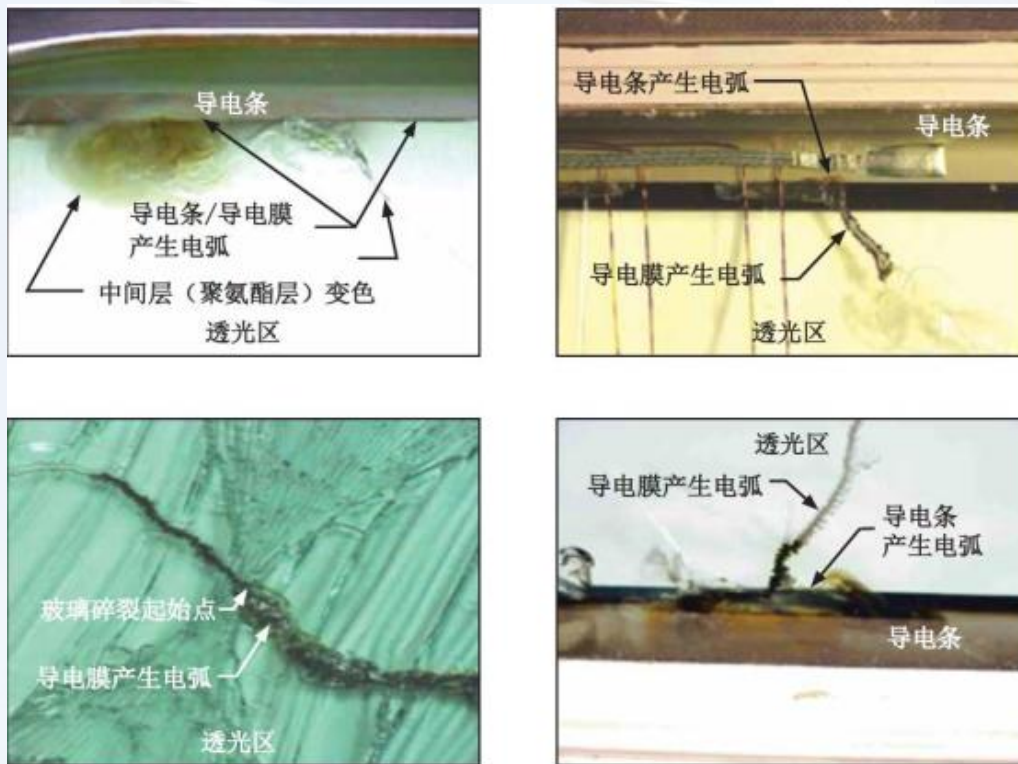 导电条
导电条/导电膜
产生电弧
中间层（聚氨酯层）变色
透光区
导电条产生电弧
导电条
导电膜产生电弧
透光区
玻璃碎裂起始点
导电膜产生电弧
透光区
透光区
导电膜产生电弧
导电条
产生电弧
导电条